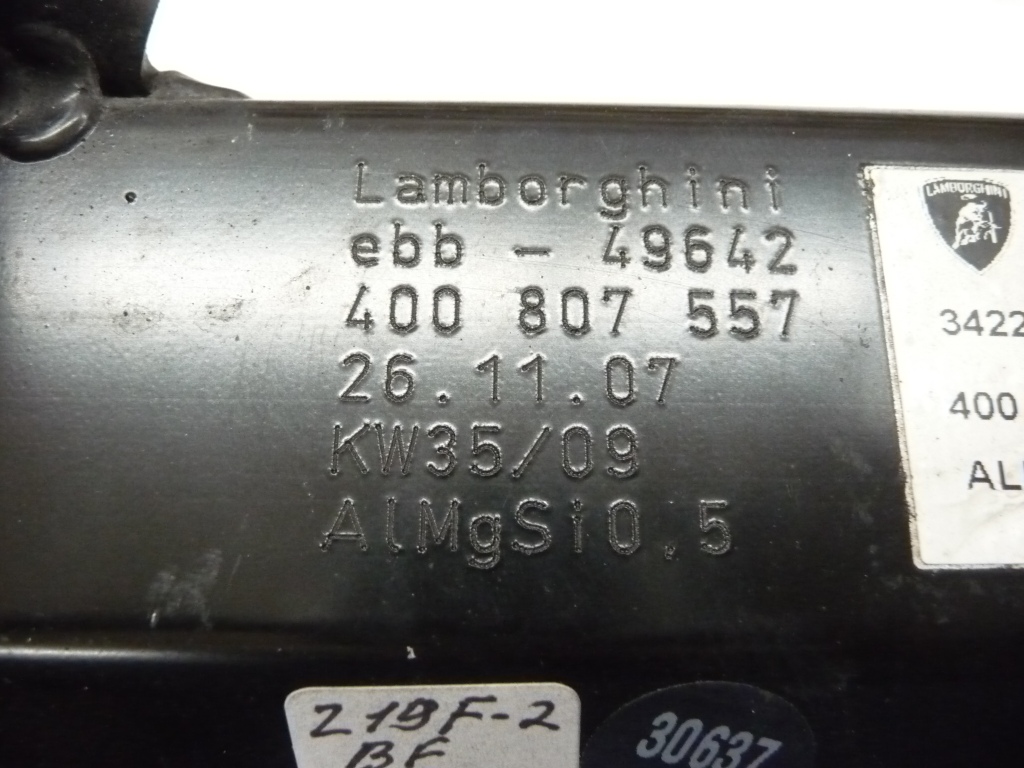 Lamborghini
ebb - 49642
400 807 557
26.11.07
KW35/09
AlMgSi0,5
LAMBORGHINI
3422
400
AL
219F-2
BF
30637